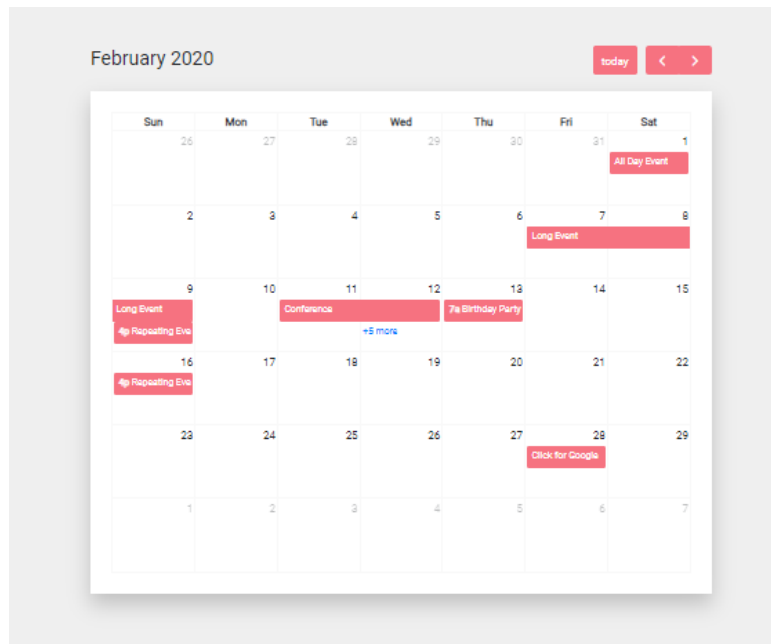 February 2020
today
Sun Mon Tue Wed Thu Fri Sat
26 27 28 29 30 31 1
All Day Event
2 3 4 5 6 7 8
Long Event
9 10 11 12 13 14 15
Long Event Conference 7a Birthday Party
4p Repeating Eve +5 more
16 17 18 19 20 21 22
4p Repeating Eve
23 24 25 26 27 28 29
Click for Google
1 2 3 4 5 6 7